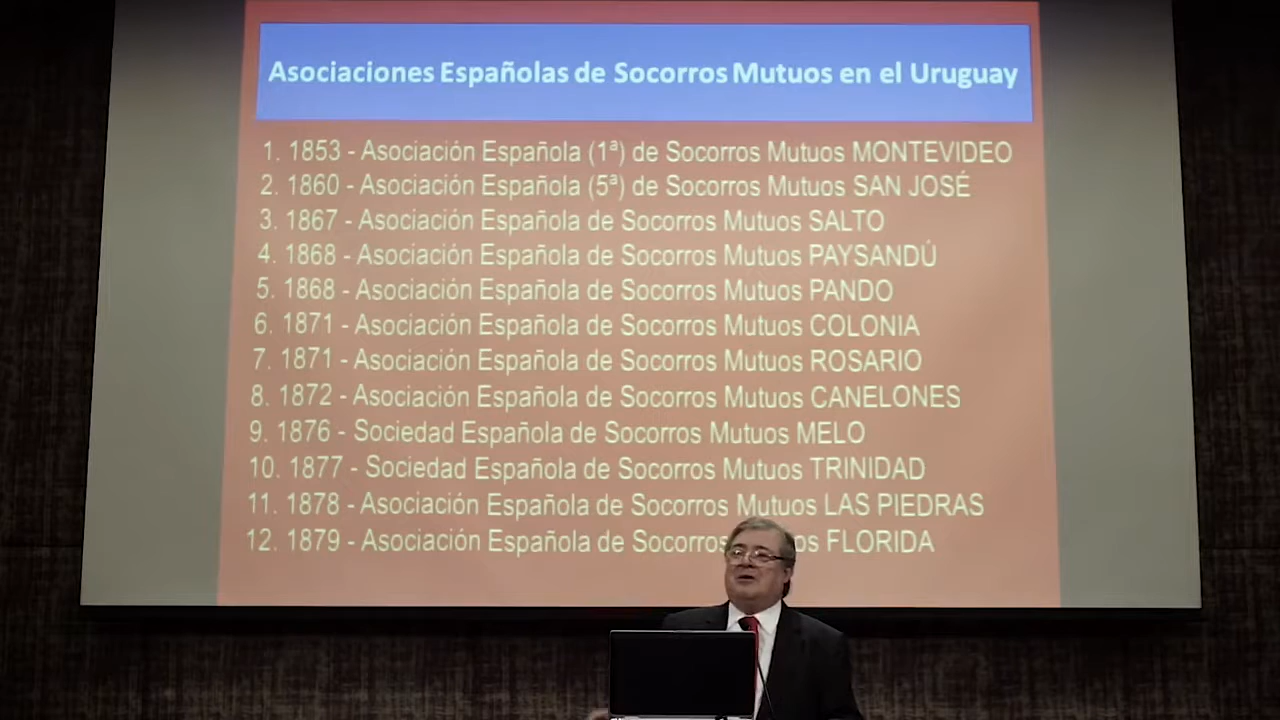 Asociaciones Españolas de Socorros Mutuos en el Uruguay
1. 1853 - Asociación Española (1ª) de Socorros Mutuos MONTEVIDEO
2. 1860 - Asociación Española (5ª) de Socorros Mutuos SAN JOSÉ
3. 1867 - Asociación Española de Socorros Mutuos SALTO
4. 1868 - Asociación Española de Socorros Mutuos PAYSANDÚ
5. 1868 - Asociación Española de Socorros Mutuos PANDO
6. 1871 - Asociación Española de Socorros Mutuos COLONIA
7. 1871 - Asociación Española de Socorros Mutuos ROSARIO
8. 1872 - Asociación Española de Socorros Mutuos CANELONES
9. 1876 - Sociedad Española de Socorros Mutuos MELO
10. 1877 - Sociedad Española de Socorros Mutuos TRINIDAD
11. 1878 - Asociación Española de Socorros Mutuos LAS PIEDRAS
12. 1879 - Asociación Española de Socorros FLORIDA